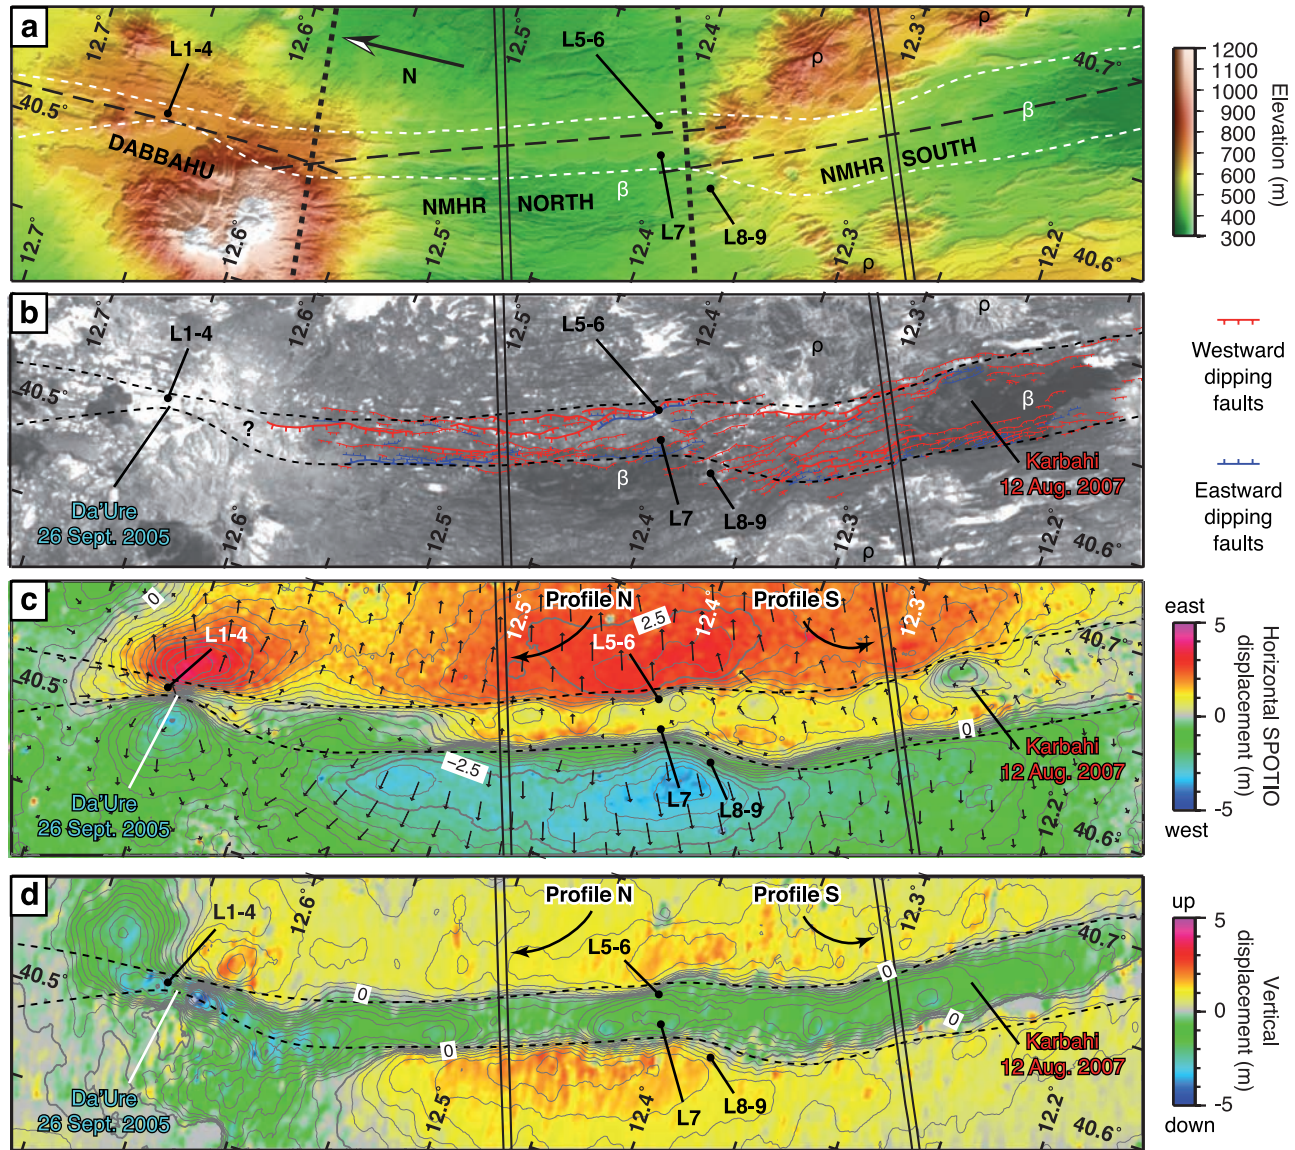 a
12.7°
12.6°
12.5°
12.4°
12.3°
ρ
L1-4
N
L5-6
ρ
40.7°
40.5°
β
DABBAHU
NMHR SOUTH
NMHR NORTH
β
L7
L8-9
12.7°
12.6°
12.5°
12.4°
12.3°
12.2°
40.6°
ρ
1200
1100
1000
900
800
700
600
500
400
300
Elevation (m)
b
12.7°
12.6°
12.5°
12.4°
12.3°
ρ
L1-4
L5-6
ρ
40.5°
β
?
β
Karbahi
12 Aug. 2007
Da'Ure
26 Sept. 2005
L7
L8-9
12.6°
12.5°
12.4°
12.3°
12.2°
40.6°
ρ
Westward
dipping
faults
Eastward
dipping
faults
c
0
12.5°
Profile N
2.5
12.4°
Profile S
12.3°
L1-4
L5-6
40.7°
40.5°
0
−2.5
Karbahi
12 Aug. 2007
Da'Ure
26 Sept. 2005
L7
L8-9
12.2°
40.6°
east
5
0
-5
west
Horizontal SPOTIO
displacement (m)
d
L1-4
12.6°
Profile N
Profile S
12.3°
L5-6
40.7°
40.5°
0
0
0
0
Karbahi
12 Aug. 2007
Da'Ure
26 Sept. 2005
L7
L8-9
12.5°
12.4°
12.2°
40.6°
up
5
0
-5
down
Vertical
displacement (m)